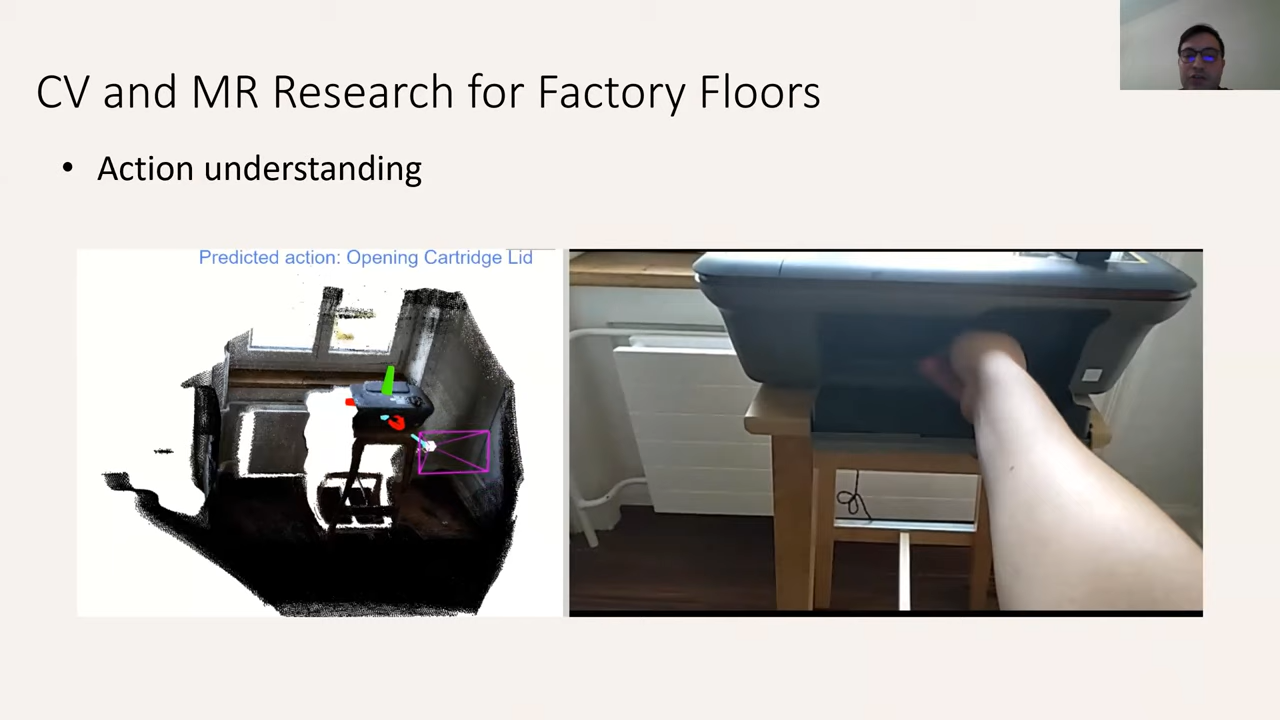 CV and MR Research for Factory Floors
• Action understanding
Predicted action: Opening Cartridge Lid